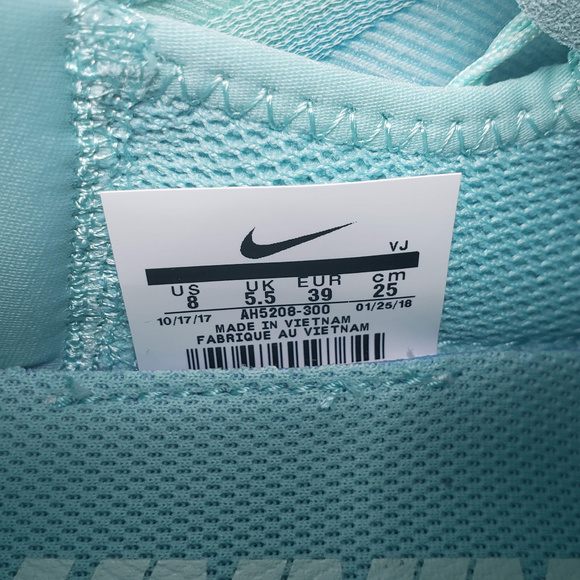 VJ
US UK EUR cm
8 5.5 39 25
10/17/17 AH5208-300 01/25/18
MADE IN VIETNAM
FABRIQUE AU VIETNAM